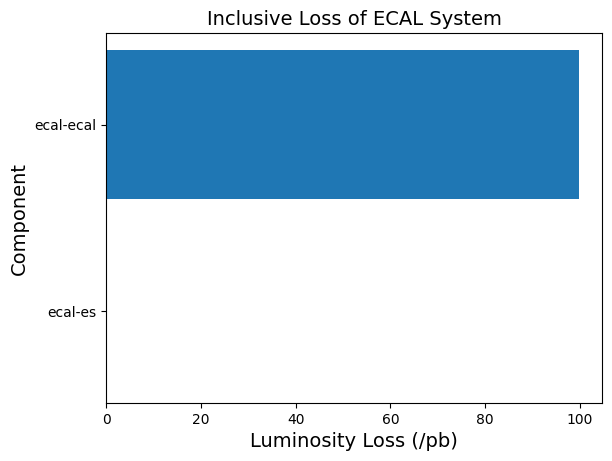 Inclusive Loss of ECAL System
Component
ecal-ecal
ecal-es
0 20 40 60 80 100
Luminosity Loss (/pb)